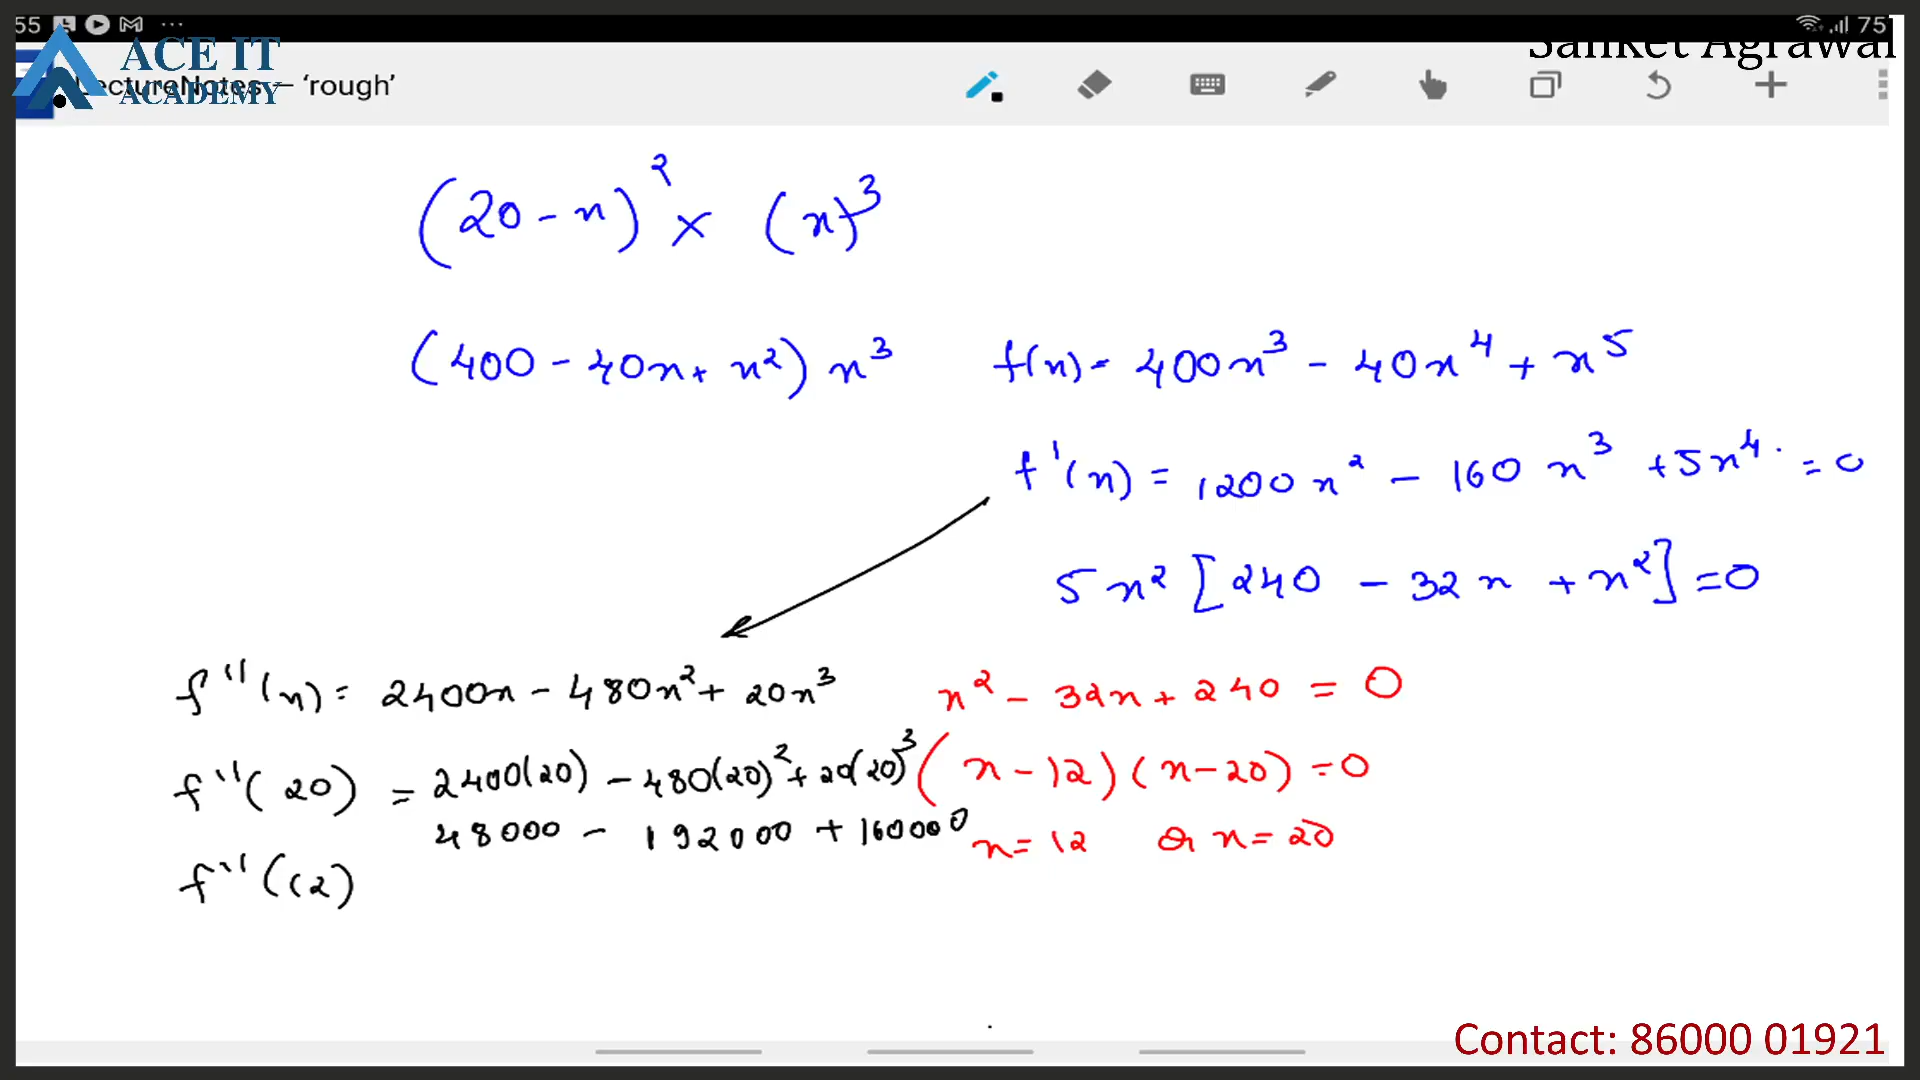 55 75
ACE IT
ACADEMY
LectureNotes – ‘rough’
Sanket Agrawal
(20 - x)² × (x)³
(400 - 40x + x²) x³
f(x) = 400x³ - 40x⁴ + x⁵
f'(x) = 1200x² - 160x³ + 5x⁴ = 0
5x² [240 - 32x + x²] = 0
f''(x) = 2400x - 480x² + 20x³
x² - 32x + 240 = 0
f''(20) = 2400(20) - 480(20)² + 20(20)³
(x - 12)(x - 20) = 0
48000 - 192000 + 160000
x = 12 or x = 20
f''(12)
Contact: 86000 01921